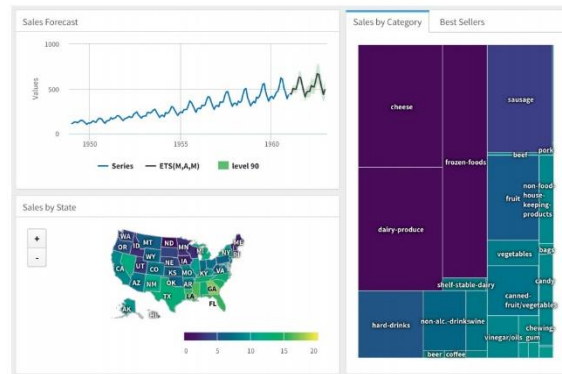 Sales Forecast
1000
500
0
Values
1950
1955
1960
Series
ETS(M,A,M)
level 90
Sales by State
+
-
WA
OR
ID
MT
ND
MN
ME
WY
UT
CO
CA
NE
IA
KS
MO
KY
VA
NY
MI
AZ
NM
OK
AR
TX
LA
GA
FL
AK
0
5
10
15
20
Sales by Category
Best Sellers
cheese
dairy-produce
frozen-foods
shelf-stable-dairy
hard-drinks
non-alc.-drinks
wine
beer
coffee
sausage
beef
pork
fruit
non-food
house-
keeping-
products
vegetables
bags
candy
canned-
fruit/vegetables
vinegar/oils
chewing-
gum